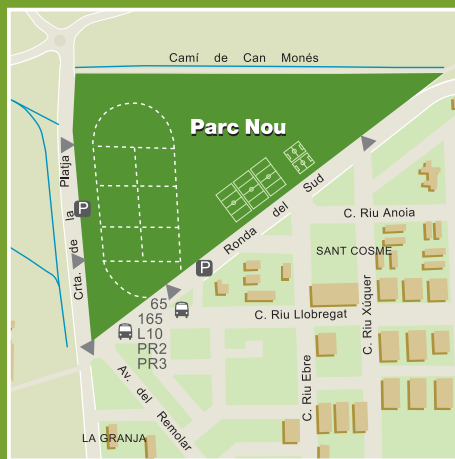 Camí de Can Monés
Parc Nou
Platja
la
de
Crta.
P
Ronda del Sud
P
C. Riu Anoia
SANT COSME
65
165
L10
PR2
PR3
C. Riu Llobregat
C. Riu Xúquer
C. Riu Ebre
Av. del Remolar
LA GRANJA